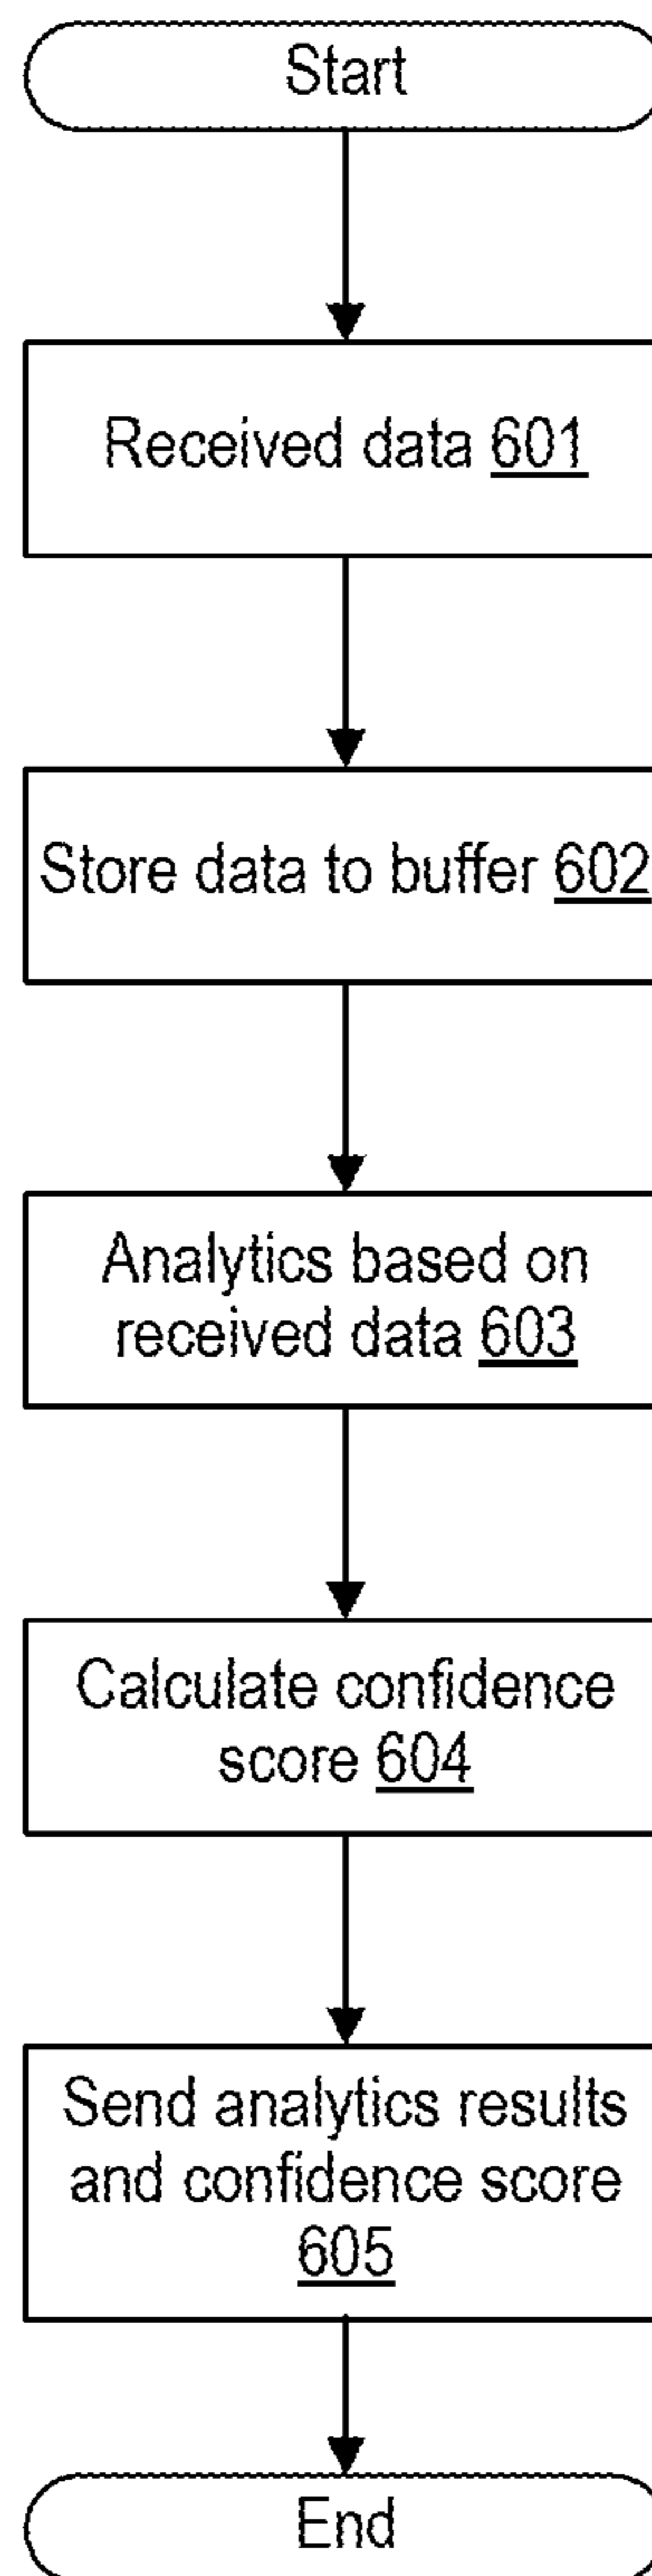 Start
Received data 601
Store data to buffer 602
Analytics based on
received data 603
Calculate confidence
score 604
Send analytics results
and confidence score
605
End